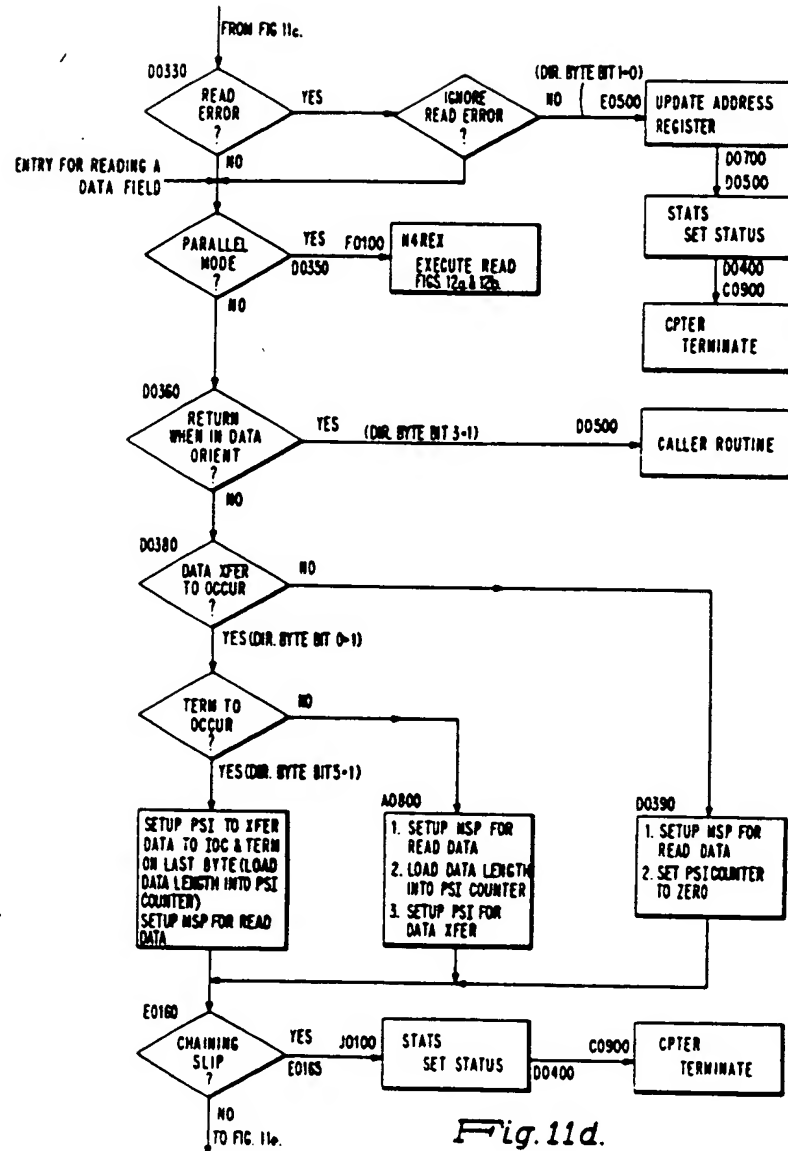 FROM FIG 11c.
D0330
READ
ERROR
?
YES
NO
IGNORE
READ ERROR
?
NO
(DIR. BYTE BIT 1=0)
E0500
UPDATE ADDRESS
REGISTER
ENTRY FOR READING A
DATA FIELD
D0700
D0500
STATS
SET STATUS
D0400
C0900
CPTER
TERMINATE
PARALLEL
MODE
?
YES
F0100
D0350
NO
N4REX
EXECUTE READ
FIGS. 12a & 12b
D0360
RETURN
WHEN IN DATA
ORIENT
?
YES
(DIR. BYTE BIT 3=1)
D0500
CALLER ROUTINE
NO
D0380
DATA XFER
TO OCCUR
?
NO
YES (DIR. BYTE BIT 0=1)
TERM TO
OCCUR
?
NO
YES (DIR. BYTE BIT 5=1)
SETUP PSI TO XFER
DATA TO IOC & TERM
ON LAST BYTE (LOAD
DATA LENGTH INTO PSI
COUNTER)
SETUP MSP FOR READ
DATA
A0800
1. SETUP MSP FOR
READ DATA
2. LOAD DATA LENGTH
INTO PSI COUNTER
3. SETUP PSI FOR
DATA XFER
D0390
1. SETUP MSP FOR
READ DATA
2. SET PSI COUNTER
TO ZERO
E0160
CHAINING
SLIP
?
YES
E0165
J0100
STATS
SET STATUS
D0400
C0900
CPTER
TERMINATE
NO
TO FIG. 11e.
Fig. 11d.